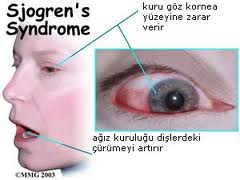 Sjogren's
Syndrome
kuru göz kornea
yüzeyine zarar
verir
ağız kuruluğu dişlerdeki
çürümeyi artırır
©MMG 2003